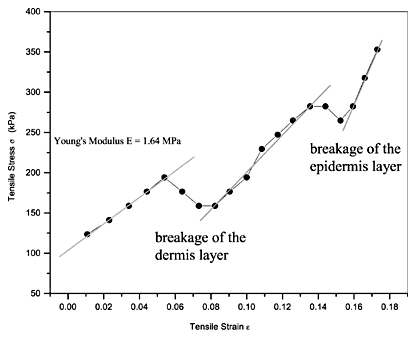 400
350
300
250
200
150
100
50
Tensile Stress σ (kPa)
Young's Modulus E = 1.64 MPa
breakage of the
dermis layer
breakage of the
epidermis layer
0.00 0.02 0.04 0.06 0.08 0.10 0.12 0.14 0.16 0.18
Tensile Strain ε